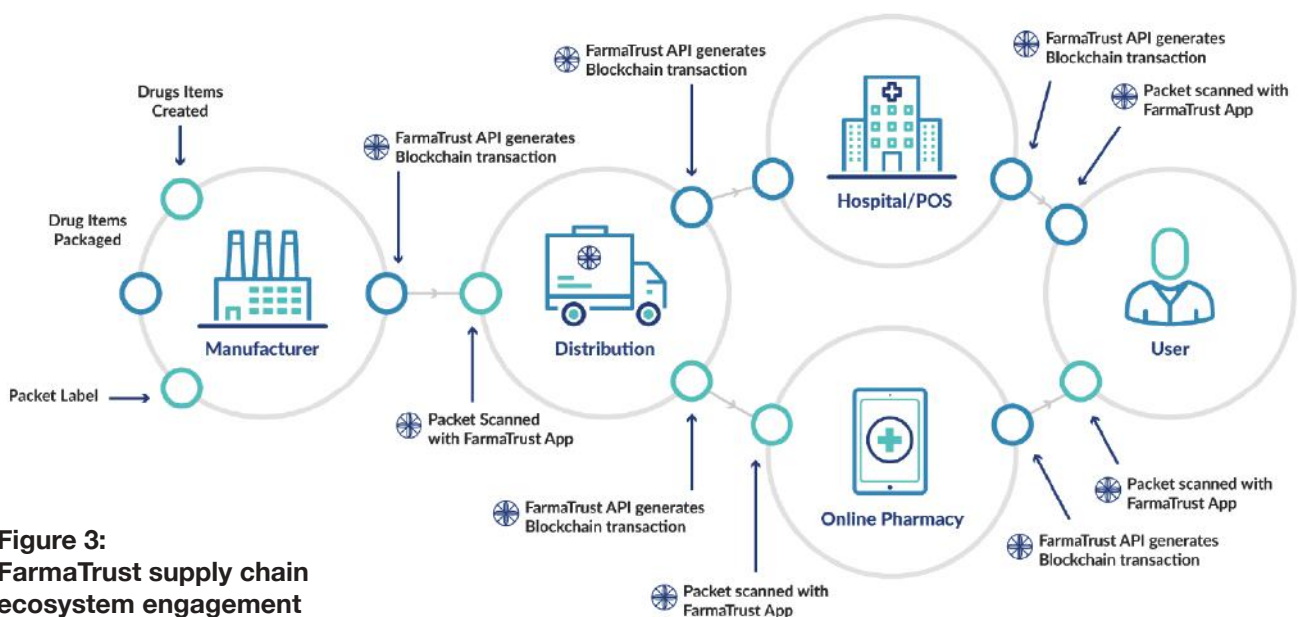 FarmaTrust API generates
Blockchain transaction
FarmaTrust API generates
Blockchain transaction
Packet scanned with
FarmaTrust App
Drugs Items
Created
FarmaTrust API generates
Blockchain transaction
Hospital/POS
Drug Items
Packaged
Manufacturer
Distribution
User
Packet Label
Packet Scanned
with FarmaTrust App
FarmaTrust API generates
Blockchain transaction
Online Pharmacy
Packet scanned with
FarmaTrust App
FarmaTrust API generates
Blockchain transaction
Packet scanned with
FarmaTrust App
Figure 3:
FarmaTrust supply chain
ecosystem engagement